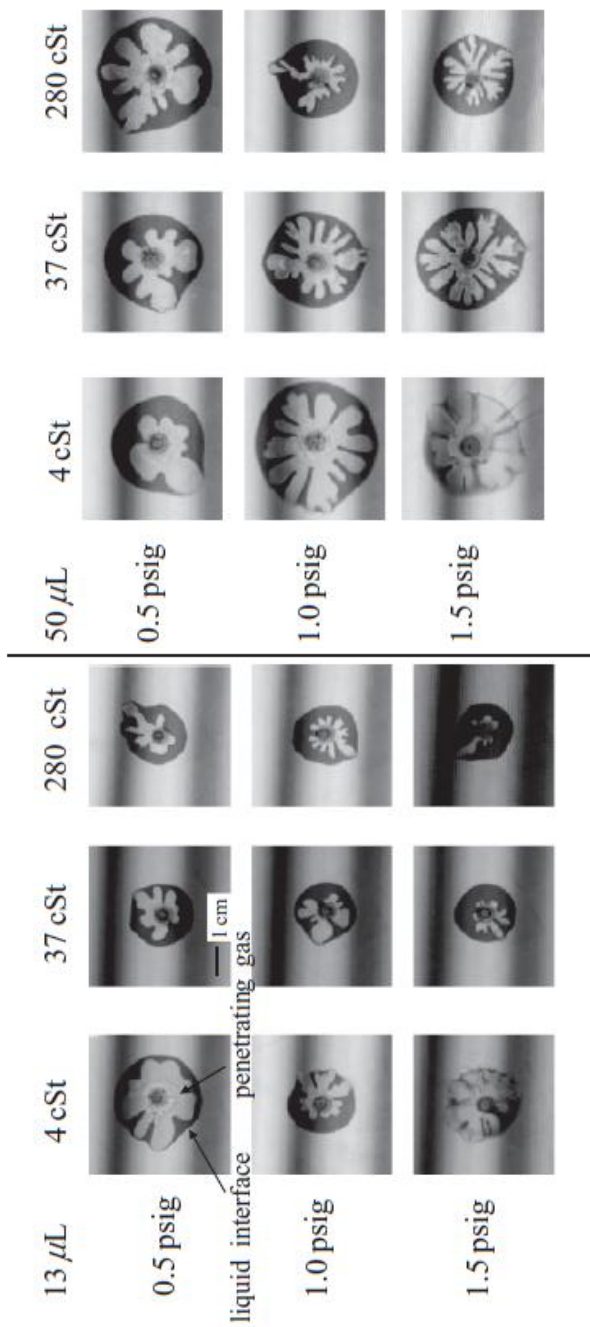 13 μL 4 cSt 37 cSt 280 cSt 50 μL 4 cSt 37 cSt 280 cSt
0.5 psig 0.5 psig
1 cm
liquid interface penetrating gas
1.0 psig 1.0 psig
1.5 psig 1.5 psig